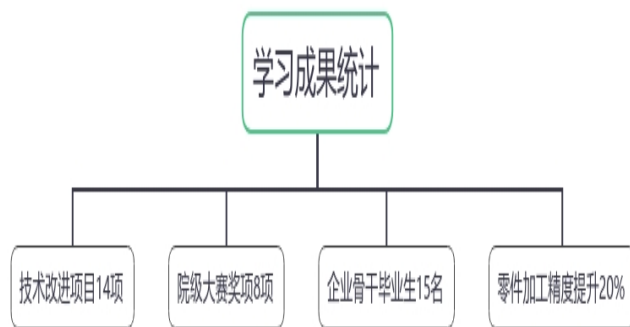 学习成果统计
技术改进项目14项
院级大赛奖项8项
企业骨干毕业生15名
零件加工精度提升20%